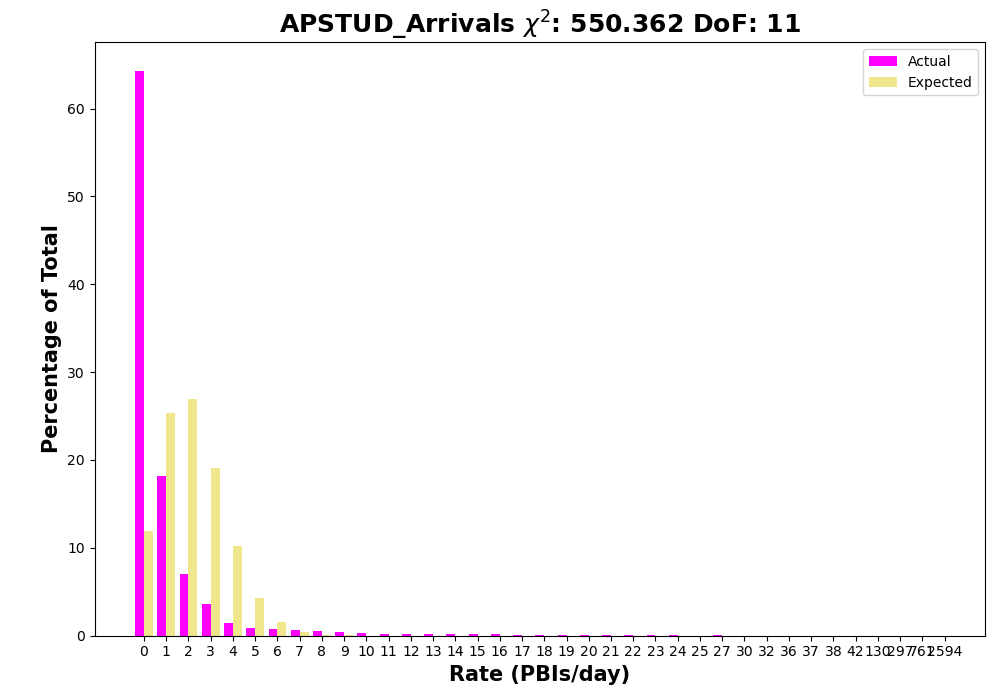 APSTUD_Arrivals χ²: 550.362 DoF: 11
Actual
Expected
Percentage of Total
60
50
40
30
20
10
0
0 1 2 3 4 5 6 7 8 9 10 11 12 13 14 15 16 17 18 19 20 21 22 23 24 25 27 30 32 36 37 38 42 130 297 761 2594
Rate (PBIs/day)